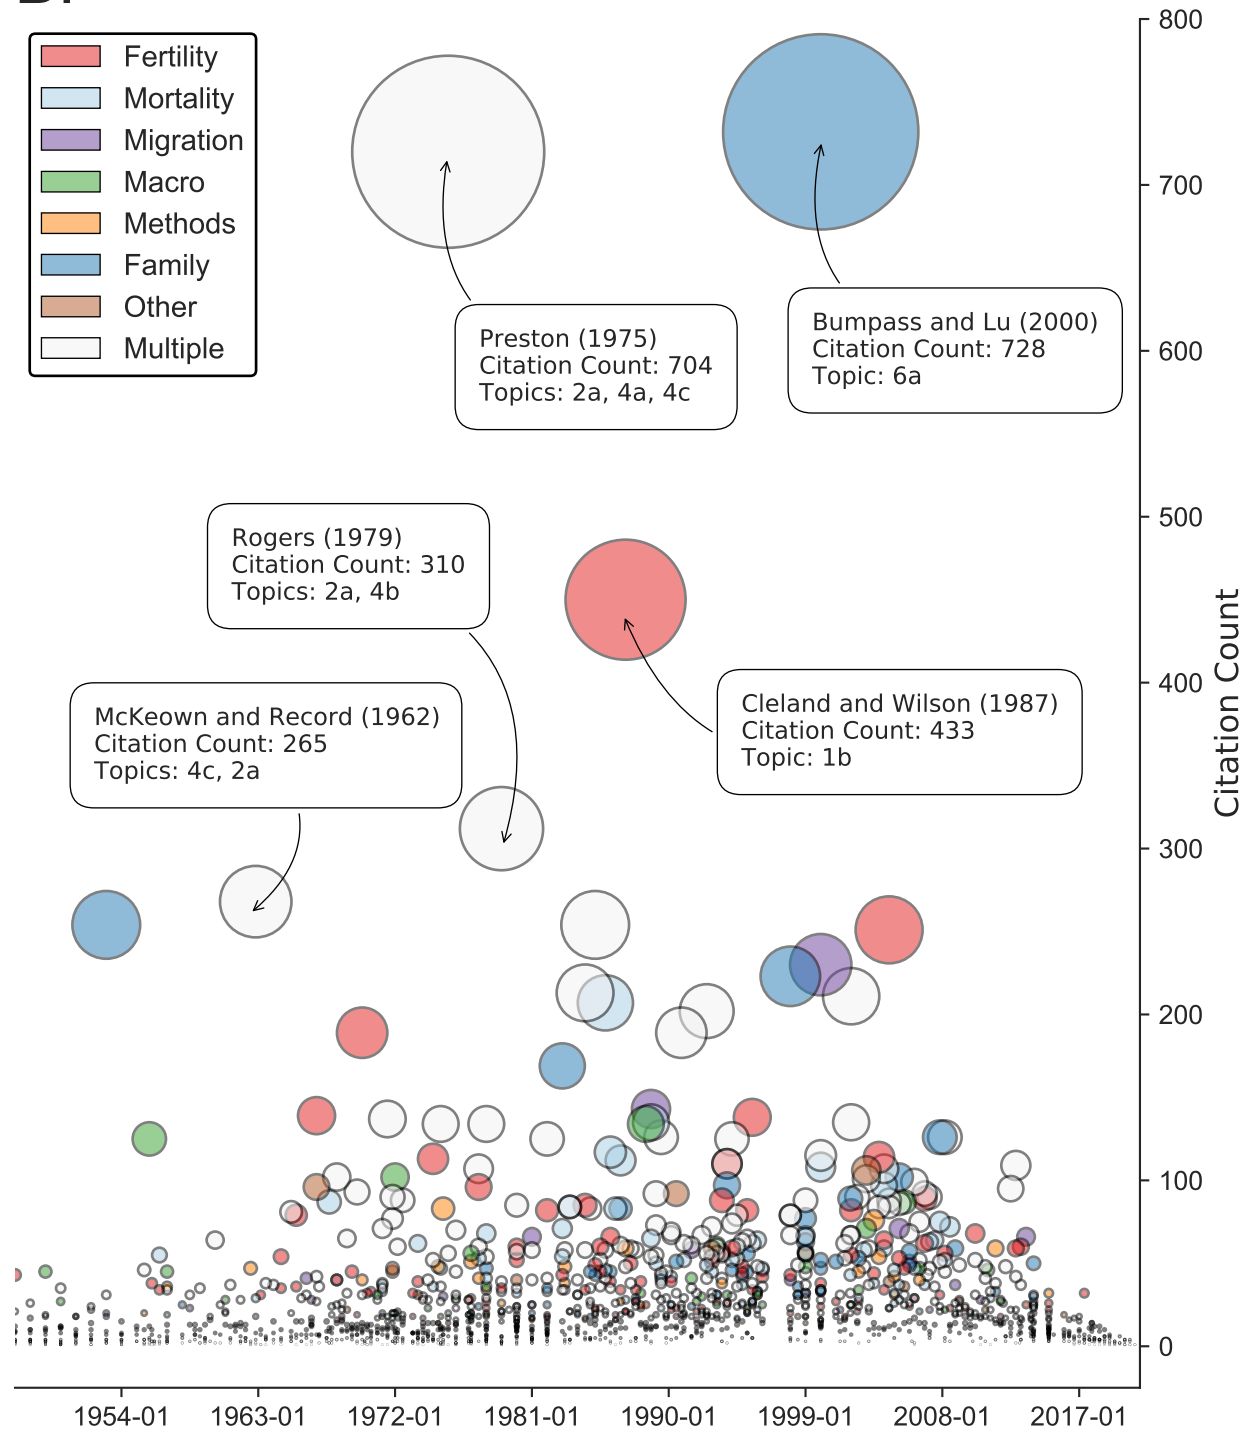 Fertility
Mortality
Migration
Macro
Methods
Family
Other
Multiple
Preston (1975)
Citation Count: 704
Topics: 2a, 4a, 4c
Bumpass and Lu (2000)
Citation Count: 728
Topic: 6a
Rogers (1979)
Citation Count: 310
Topics: 2a, 4b
McKeown and Record (1962)
Citation Count: 265
Topics: 4c, 2a
Cleland and Wilson (1987)
Citation Count: 433
Topic: 1b
800
700
600
500
400
300
200
100
0
Citation Count
1954-01 1963-01 1972-01 1981-01 1990-01 1999-01 2008-01 2017-01